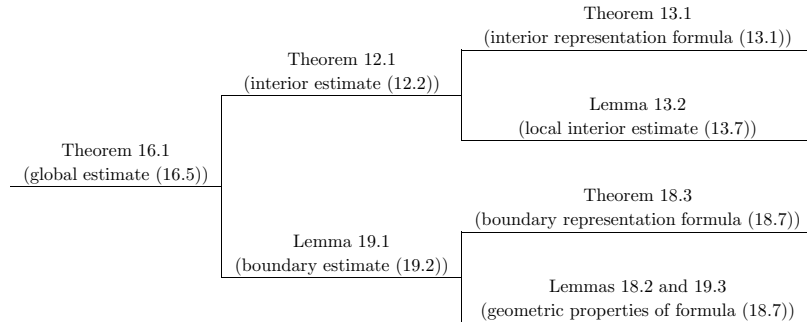 Theorem 13.1
(interior representation formula (13.1))
Theorem 12.1
(interior estimate (12.2))
Lemma 13.2
(local interior estimate (13.7))
Theorem 16.1
(global estimate (16.5))
Theorem 18.3
(boundary representation formula (18.7))
Lemma 19.1
(boundary estimate (19.2))
Lemmas 18.2 and 19.3
(geometric properties of formula (18.7))